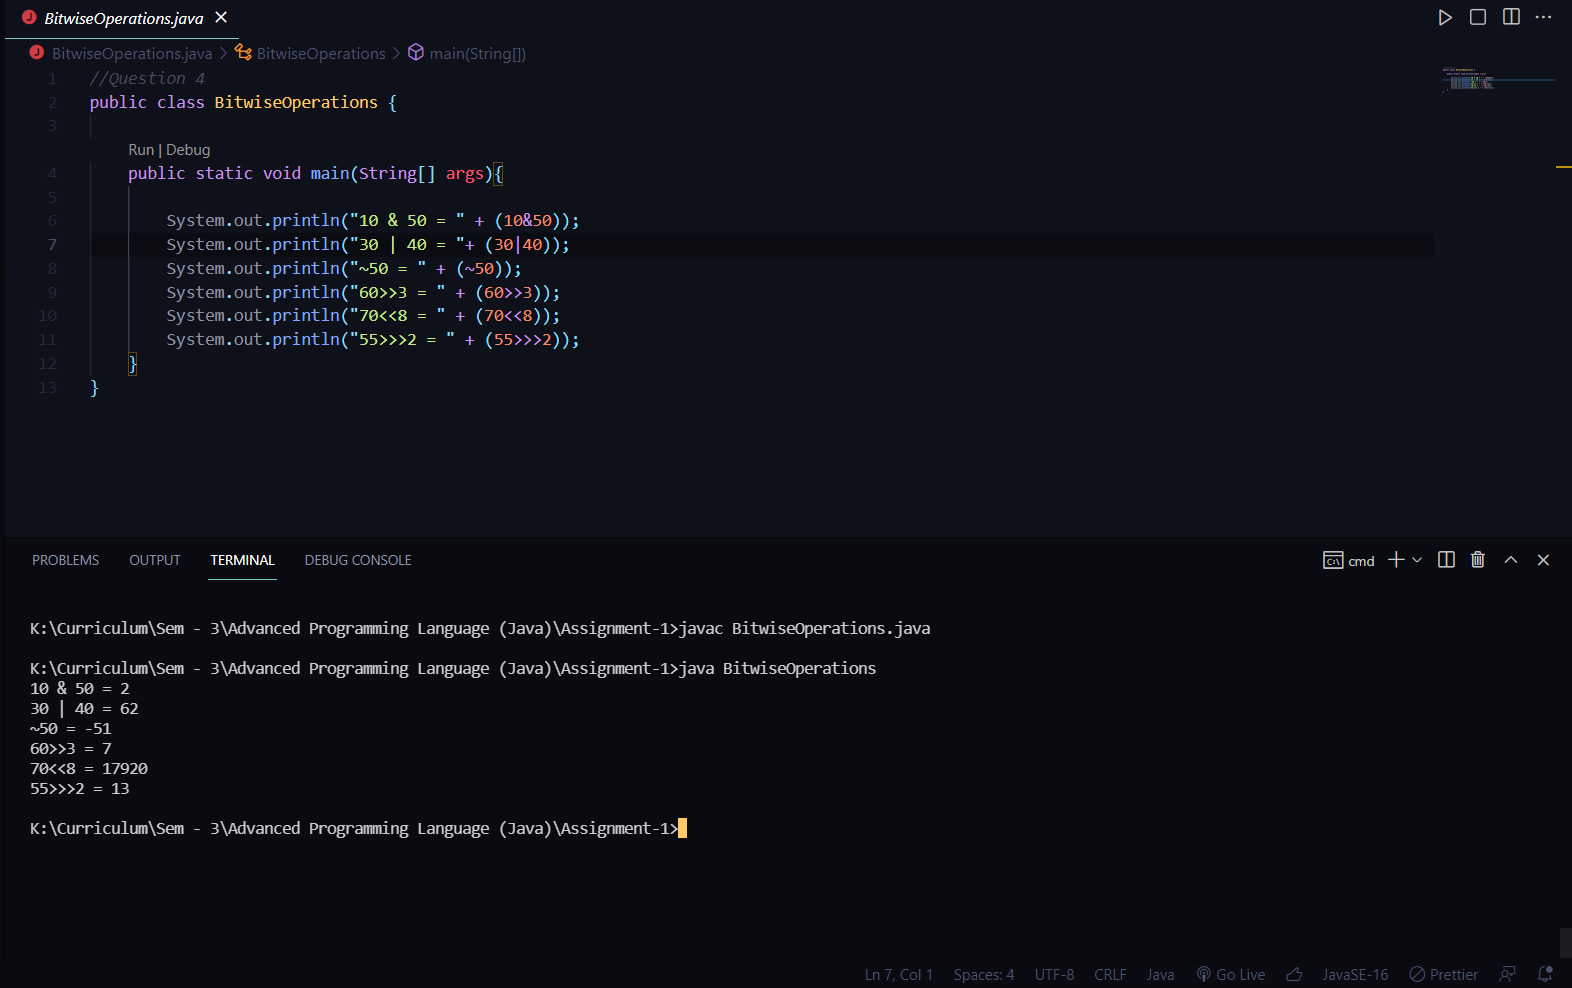 BitwiseOperations.java
BitwiseOperations.java > BitwiseOperations > main(String[])
1 //Question 4
2 public class BitwiseOperations {
3
Run | Debug
4 public static void main(String[] args){
5
6 System.out.println("10 & 50 = " + (10&50));
7 System.out.println("30 | 40 = "+ (30|40));
8 System.out.println("~50 = " + (~50));
9 System.out.println("60>>3 = " + (60>>3));
10 System.out.println("70<<8 = " + (70<<8));
11 System.out.println("55>>>2 = " + (55>>>2));
12 }
13 }
PROBLEMS OUTPUT TERMINAL DEBUG CONSOLE cmd
K:\Curriculum\Sem - 3\Advanced Programming Language (Java)\Assignment-1>javac BitwiseOperations.java
K:\Curriculum\Sem - 3\Advanced Programming Language (Java)\Assignment-1>java BitwiseOperations
10 & 50 = 2
30 | 40 = 62
~50 = -51
60>>3 = 7
70<<8 = 17920
55>>>2 = 13
K:\Curriculum\Sem - 3\Advanced Programming Language (Java)\Assignment-1>
Ln 7, Col 1 Spaces: 4 UTF-8 CRLF Java Go Live JavaSE-16 Prettier